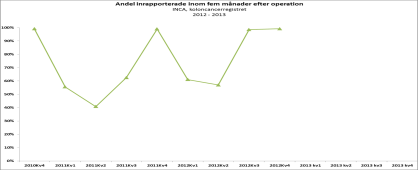 Andel inrapporterade inom fem månader efter operation
INCA, koloncancerregistret
2012 - 2013
100%
90%
80%
70%
60%
50%
40%
30%
20%
10%
0%
2010Kv4 2011Kv1 2011Kv2 2011Kv3 2011Kv4 2012Kv1 2012Kv2 2012Kv3 2012Kv4 2013 kv1 2013 kv2 2013 kv3 2013 kv4